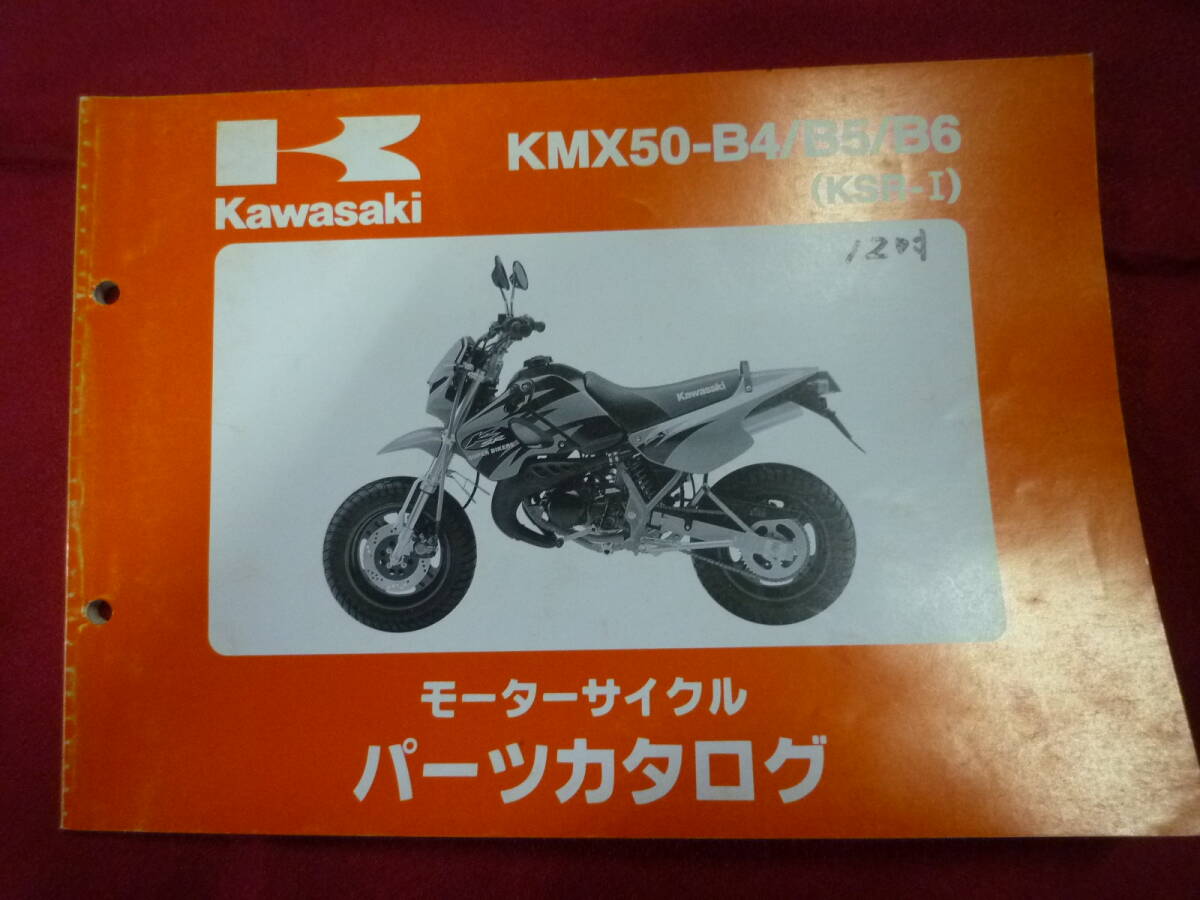 Kawasaki
KMX50-B4/B5/B6
(KSR-I)
12吋
Kawasaki
モーターサイクル
パーツカタログ